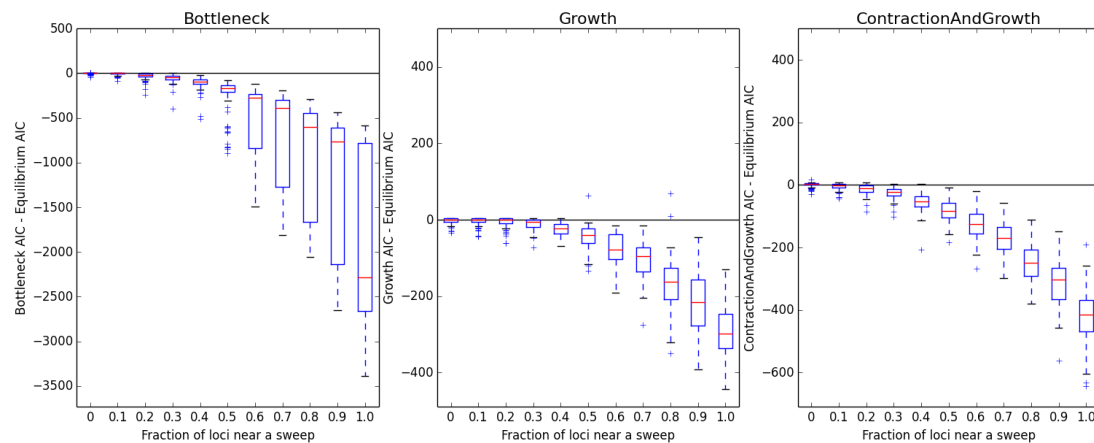 Bottleneck
Growth
ContractionAndGrowth
Bottleneck AIC - Equilibrium AIC
500
0
−500
−1000
−1500
−2000
−2500
−3000
−3500
0 0.1 0.2 0.3 0.4 0.5 0.6 0.7 0.8 0.9 1.0
Fraction of loci near a sweep
Growth AIC - Equilibrium AIC
400
200
0
−200
−400
0 0.1 0.2 0.3 0.4 0.5 0.6 0.7 0.8 0.9 1.0
Fraction of loci near a sweep
ContractionAndGrowth AIC - Equilibrium AIC
400
200
0
−200
−400
−600
0 0.1 0.2 0.3 0.4 0.5 0.6 0.7 0.8 0.9 1.0
Fraction of loci near a sweep